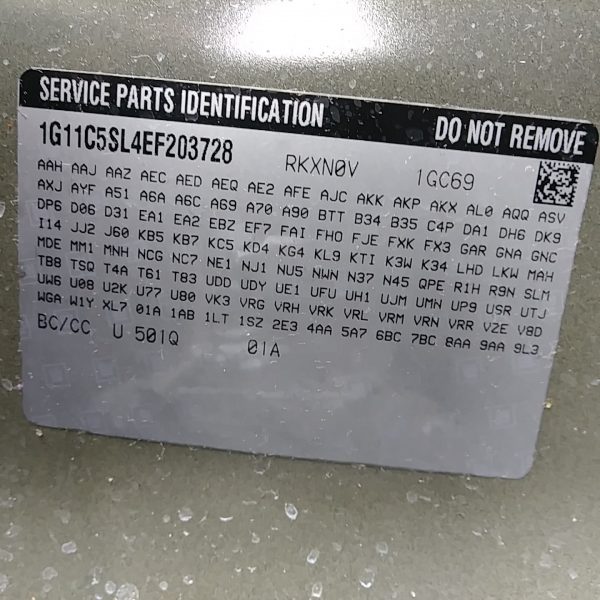 SERVICE PARTS IDENTIFICATION DO NOT REMOVE
1G11C5SL4EF203728 RKXN0V 1GC69
AAH AAJ AAZ AEC AED AEQ AE2 AFE AJC AKK AKP AKX AL0 AQQ ASV
AXJ AYF A51 A6A A6C A69 A70 A90 BTT B34 B35 C4P DA1 DH6 DK9
DP6 D06 D31 EA1 EA2 EBZ EF7 FAI FHO FJE FXK FX3 GAR GNA GNC
I14 JJ2 J60 KB5 KB7 KC5 KD4 KG4 KL9 KTI K3W K34 LHD LKW MAH
MDE MM1 MNH NCG NC7 NE1 NJ1 NU5 NWN N37 N45 QPE R1H R9N SLM
TB8 TSQ T4A T61 T83 UDD UDY UE1 UFU UH1 UJM UMN UP9 USR UTJ
UW6 U08 U2K U77 U80 VK3 VRG VRH VRK VRL VRM VRN VRR VZE V8D
WGA W1Y XL7 01A 1AB 1LT 1SZ 2E3 4AA 5A7 6BC 7BC 8AA 9AA 9L3
BC/CC U 501Q 01A